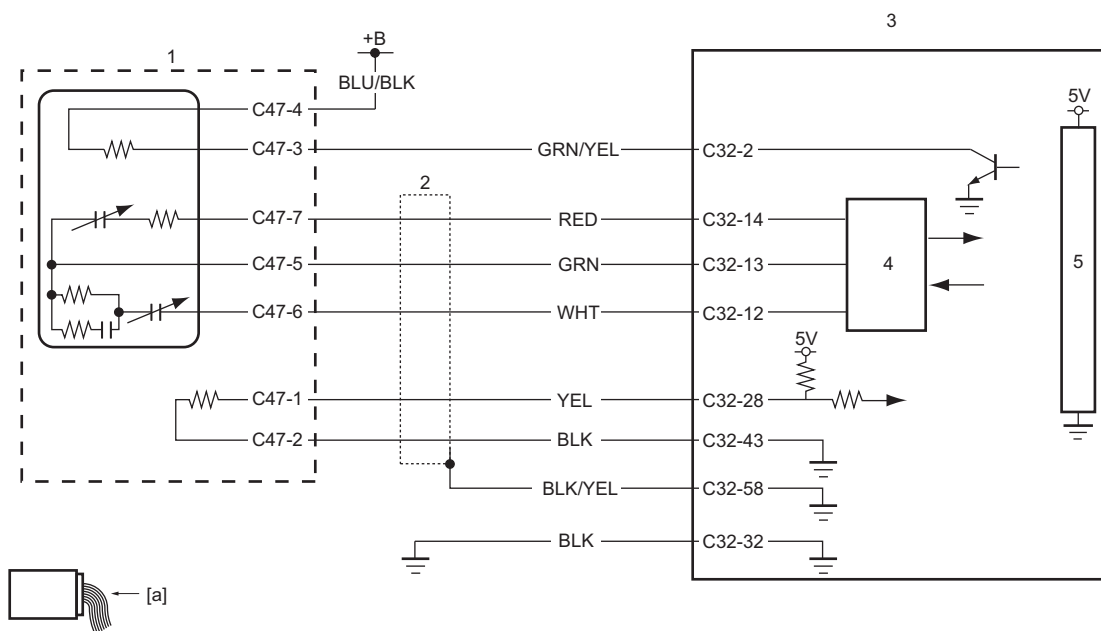 3
1
+B
BLU/BLK
5V
C47-4
C47-3 GRN/YEL C32-2
2
C47-7 RED C32-14
C47-5 GRN C32-13
4
5
C47-6 WHT C32-12
5V
C47-1 YEL C32-28
C47-2 BLK C32-43
BLK/YEL C32-58
BLK C32-32
[a]